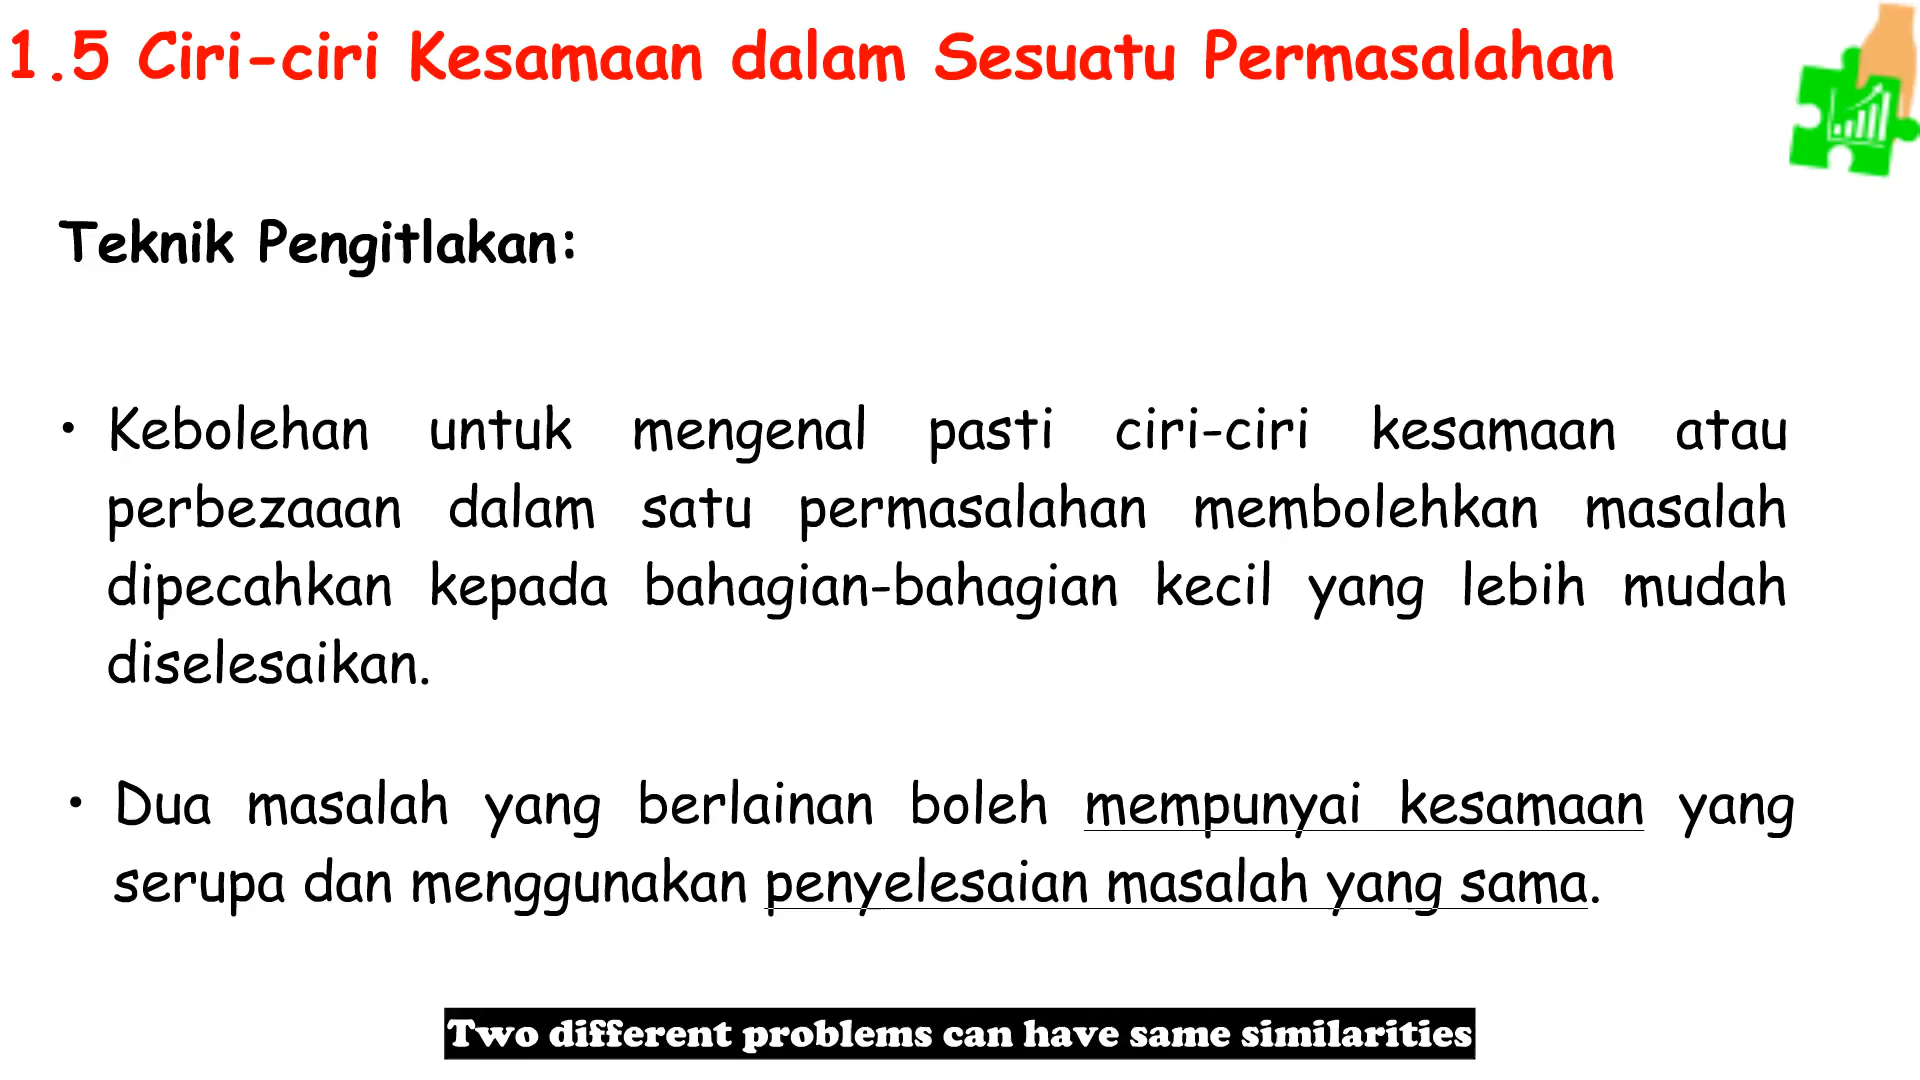 1.5 Ciri-ciri Kesamaan dalam Sesuatu Permasalahan
Teknik Pengitlakan:
• Kebolehan untuk mengenal pasti ciri-ciri kesamaan atau
perbezaaan dalam satu permasalahan membolehkan masalah
dipecahkan kepada bahagian-bahagian kecil yang lebih mudah
diselesaikan.
• Dua masalah yang berlainan boleh mempunyai kesamaan yang
serupa dan menggunakan penyelesaian masalah yang sama.
Two different problems can have same similarities